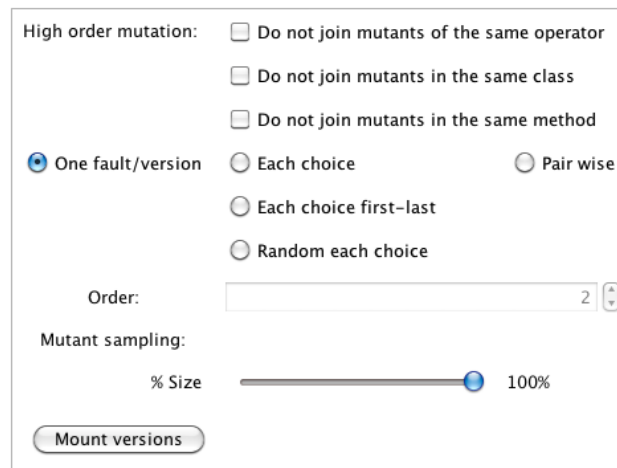 High order mutation: Do not join mutants of the same operator
Do not join mutants in the same class
Do not join mutants in the same method
One fault/version Each choice Pair wise
Each choice first-last
Random each choice
Order: 2
Mutant sampling:
% Size 100%
Mount versions